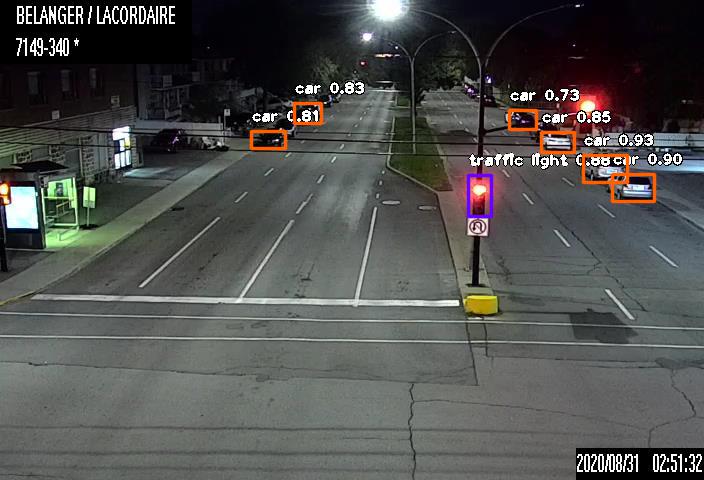 BELANGER / LACORDAIRE
7149-340 *
car 0.83
car 0.81
car 0.73
car 0.85
car 0.93
traffic light 0.88
car 0.90
2020/08/31 02:51:32